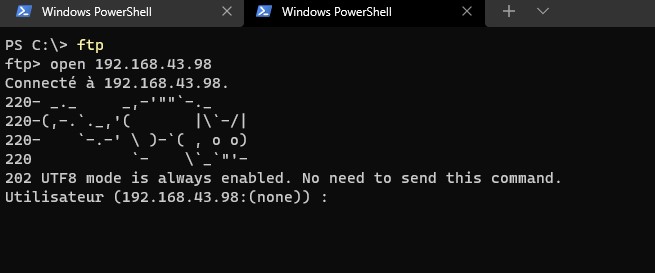 Windows PowerShell
Windows PowerShell
PS C:\> ftp
ftp> open 192.168.43.98
Connecté à 192.168.43.98.
220- _._     _,-'""`-._
220-(,-.`._,'(       |\`-/|
220-    `-.-' \ )-`( , o o)
220           `-    \`_`"'-
202 UTF8 mode is always enabled. No need to send this command.
Utilisateur (192.168.43.98:(none)) :